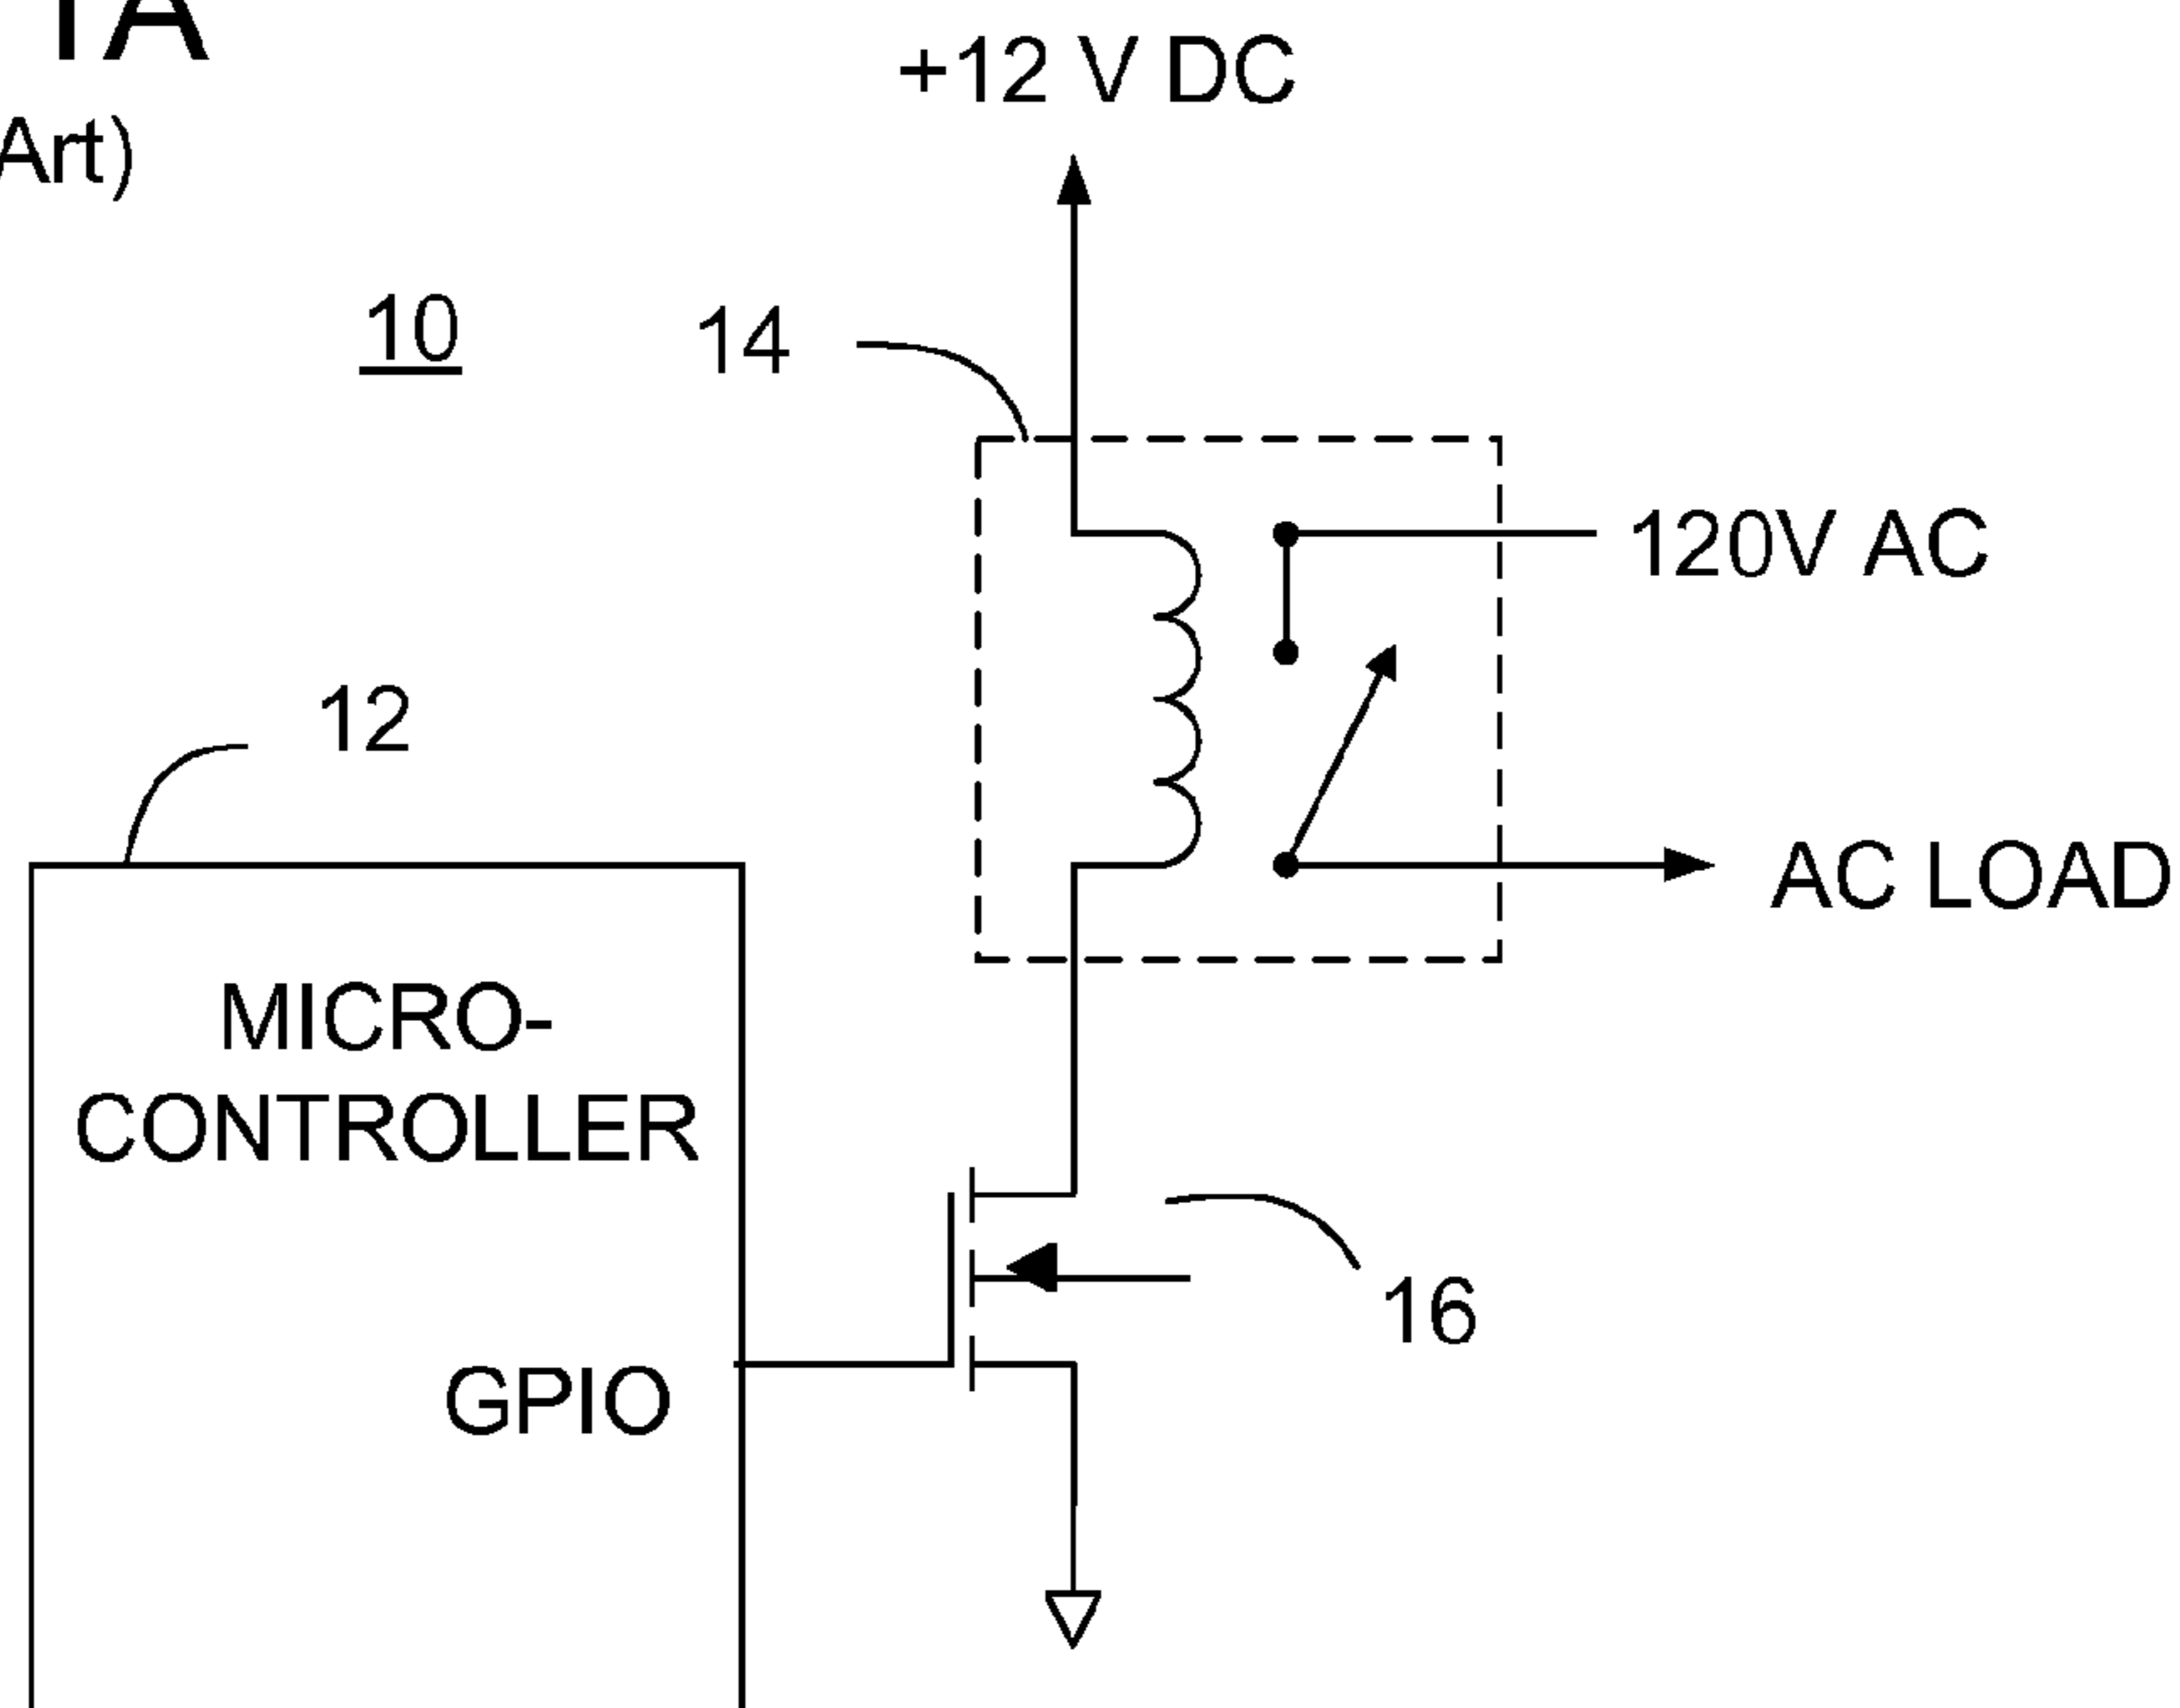 1A
Art)
+12 V DC
10
14
120V AC
12
AC LOAD
MICRO-
CONTROLLER
16
GPIO